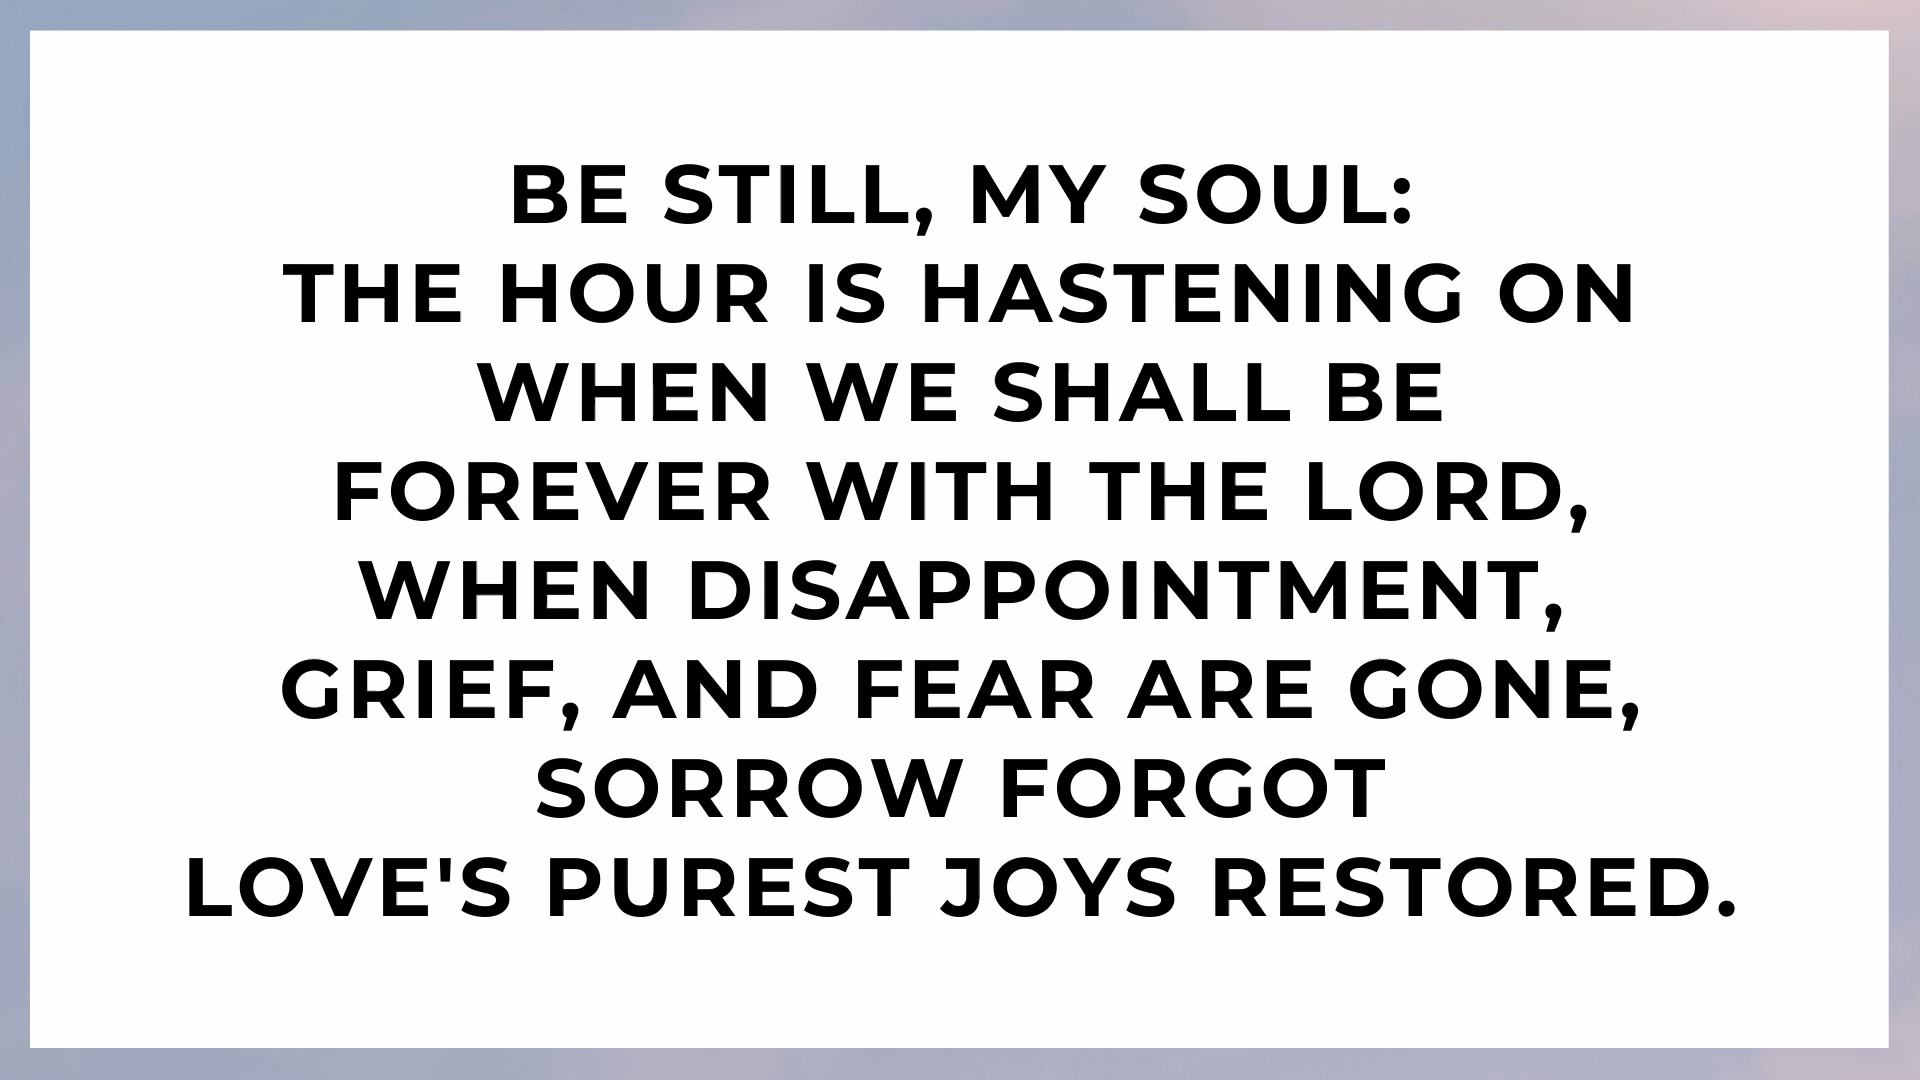 BE STILL, MY SOUL:
THE HOUR IS HASTENING ON
WHEN WE SHALL BE
FOREVER WITH THE LORD,
WHEN DISAPPOINTMENT,
GRIEF, AND FEAR ARE GONE,
SORROW FORGOT
LOVE'S PUREST JOYS RESTORED.